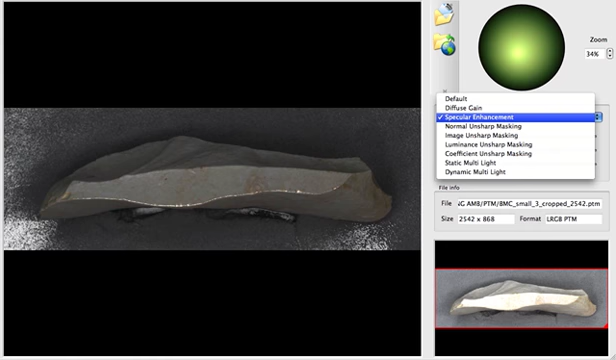 Zoom
34%
Default
Diffuse Gain
✓ Specular Enhancement
Normal Unsharp Masking
Image Unsharp Masking
Luminance Unsharp Masking
Coefficient Unsharp Masking
Static Multi Light
Dynamic Multi Light
File info
File NG AMB/PTM/BMC_small_3_cropped_2542.ptm
Size 2542 x 868 Format LRGB PTM